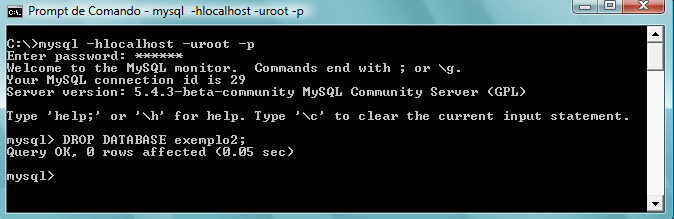 Prompt de Comando - mysql -hlocalhost -uroot -p
C:\>mysql -hlocalhost -uroot -p
Enter password: ******
Welcome to the MySQL monitor.  Commands end with ; or \g.
Your MySQL connection id is 29
Server version: 5.4.3-beta-community MySQL Community Server (GPL)
Type 'help;' or '\h' for help. Type '\c' to clear the current input statement.
mysql> DROP DATABASE exemplo2;
Query OK, 0 rows affected (0.05 sec)
mysql>